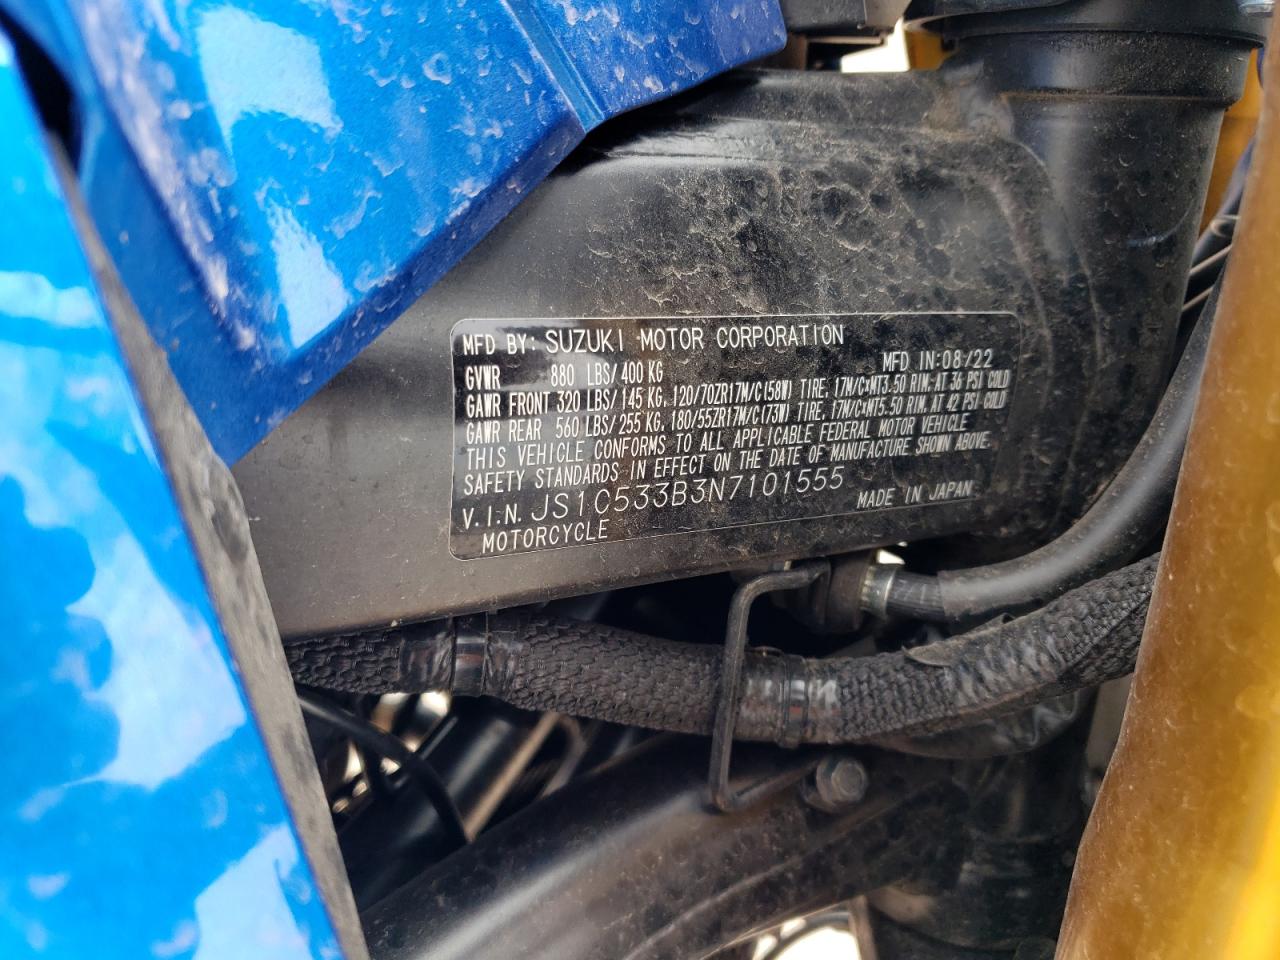 MFD BY: SUZUKI MOTOR CORPORATION
MFD IN:08/22
GVWR 880 LBS/400 KG
GAWR FRONT 320 LBS/145 KG, 120/70ZR17M/C(58W) TIRE, 17M/C×MT3.50 RIM, AT 36 PSI COLD
GAWR REAR 560 LBS/255 KG, 180/55ZR17M/C(73W) TIRE, 17M/C×MT5.50 RIM, AT 42 PSI COLD
THIS VEHICLE CONFORMS TO ALL APPLICABLE FEDERAL MOTOR VEHICLE
SAFETY STANDARDS IN EFFECT ON THE DATE OF MANUFACTURE SHOWN ABOVE.
V.I.N. JS1C533B3N7101555
MADE IN JAPAN
MOTORCYCLE